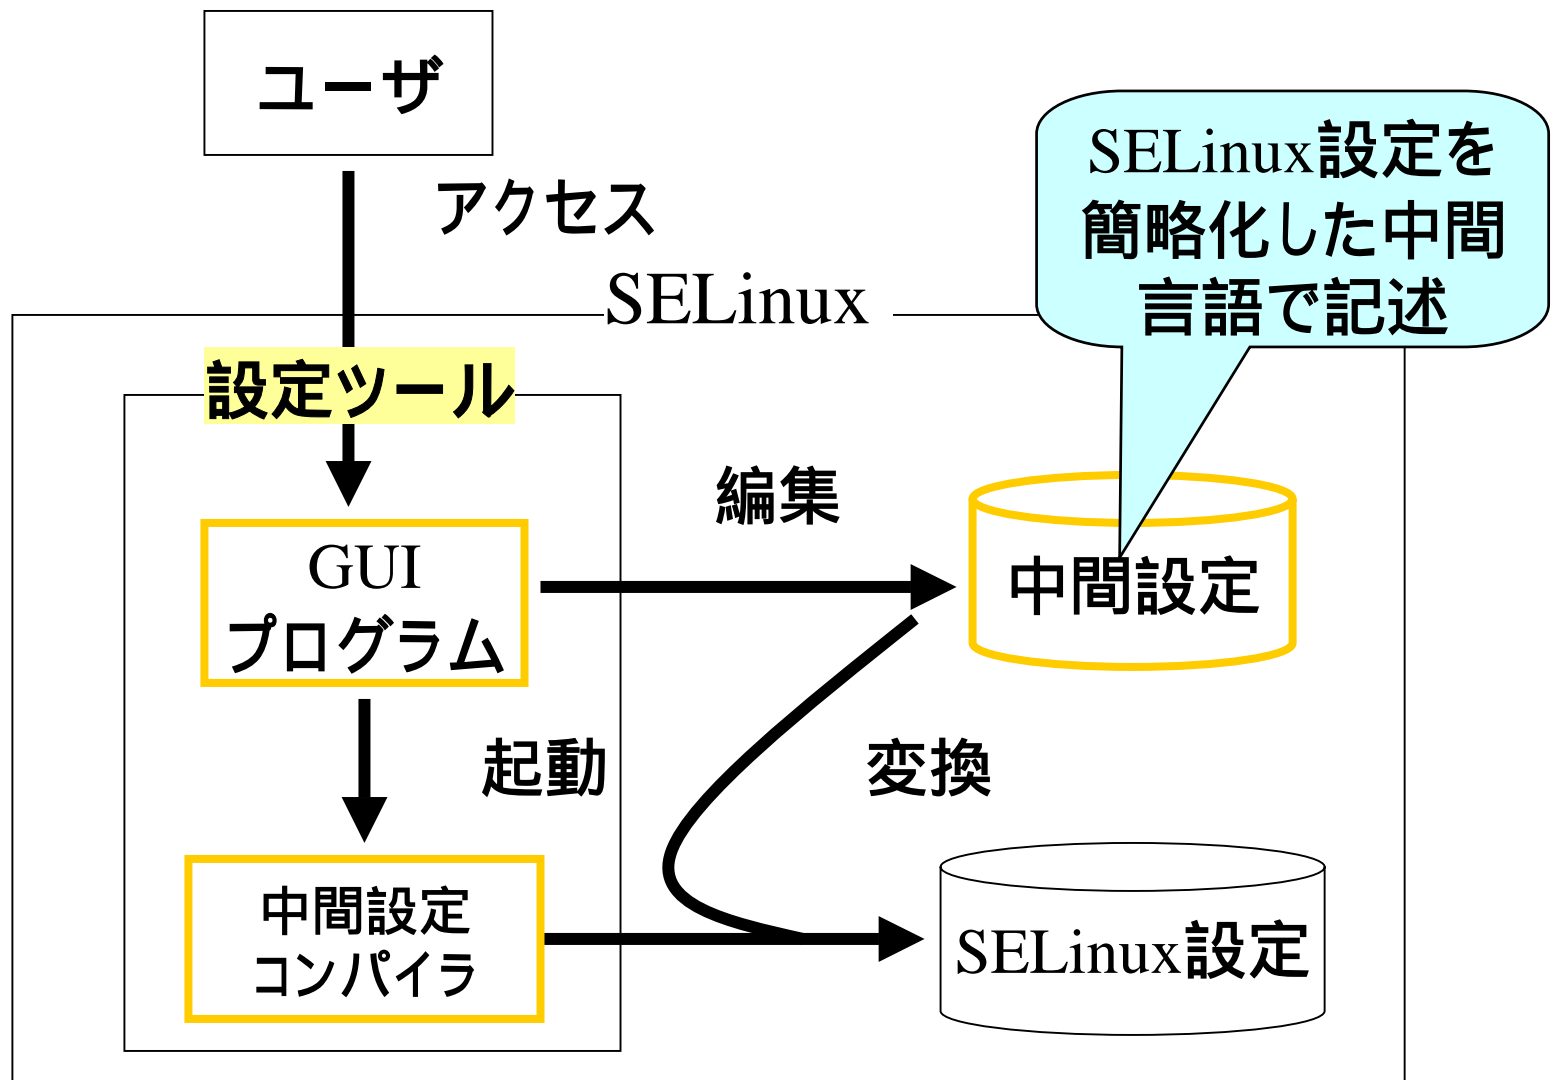 ユーザ
アクセス
SELinux設定を
簡略化した中間
言語で記述
SELinux
設定ツール
編集
GUI
プログラム
中間設定
起動
変換
中間設定
コンパイラ
SELinux設定